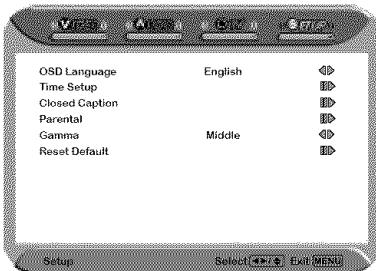 OSD Language English
Time Setup
Closed Caption
Parental
Gamma Middle
Reset Default
Setup Select Exit MENU